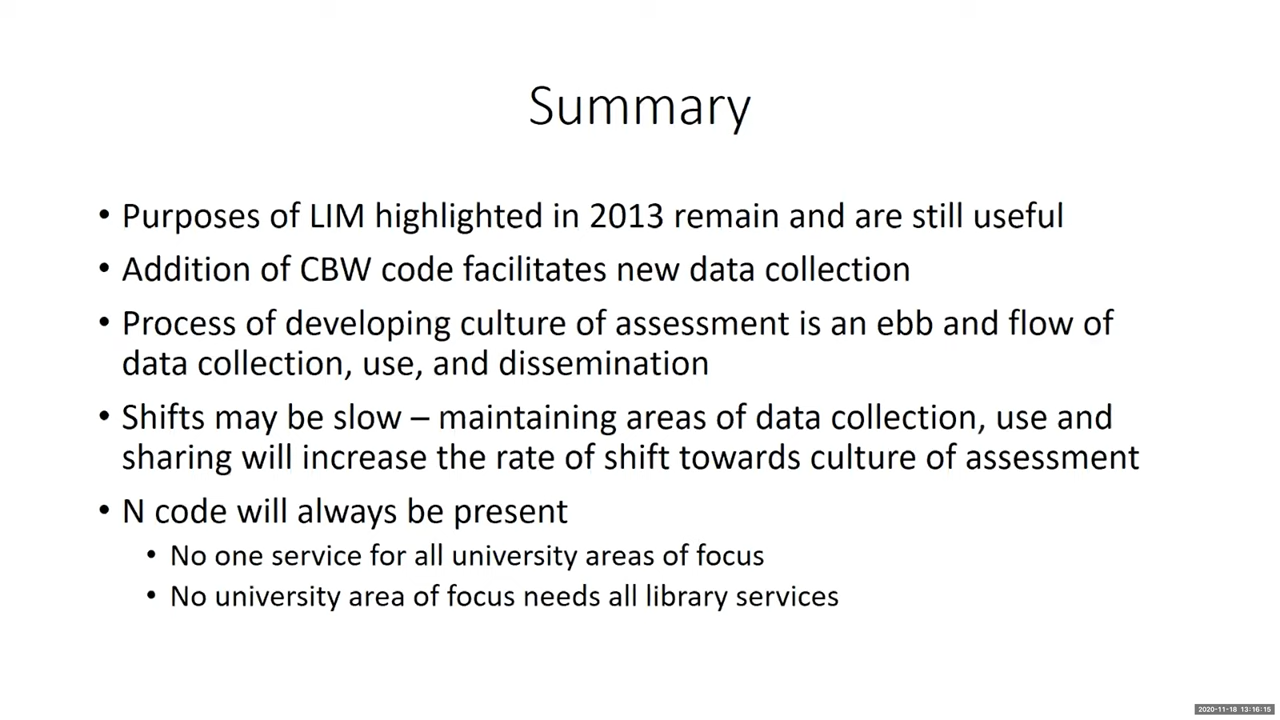 Summary
• Purposes of LIM highlighted in 2013 remain and are still useful
• Addition of CBW code facilitates new data collection
• Process of developing culture of assessment is an ebb and flow of
data collection, use, and dissemination
• Shifts may be slow – maintaining areas of data collection, use and
sharing will increase the rate of shift towards culture of assessment
• N code will always be present
• No one service for all university areas of focus
• No university area of focus needs all library services
2020-11-18 13:16:15